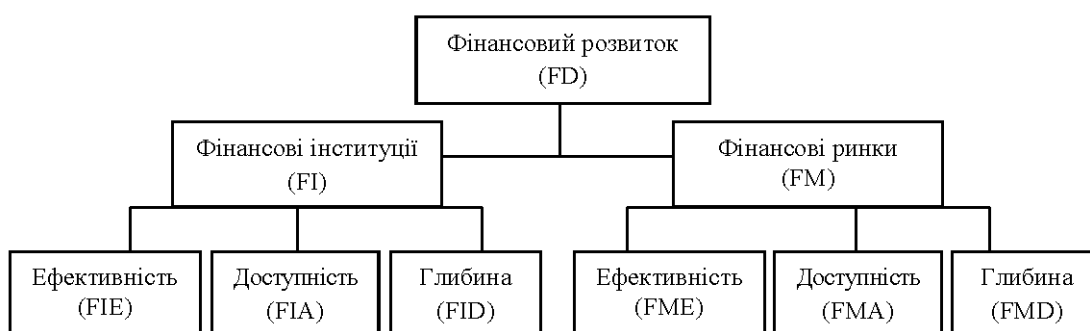 Фінансовий розвиток
(FD)
Фінансові інституції
(FI)
Фінансові ринки
(FM)
Ефективність
(FIE)
Доступність
(FIA)
Глибина
(FID)
Ефективність
(FME)
Доступність
(FMA)
Глибина
(FMD)